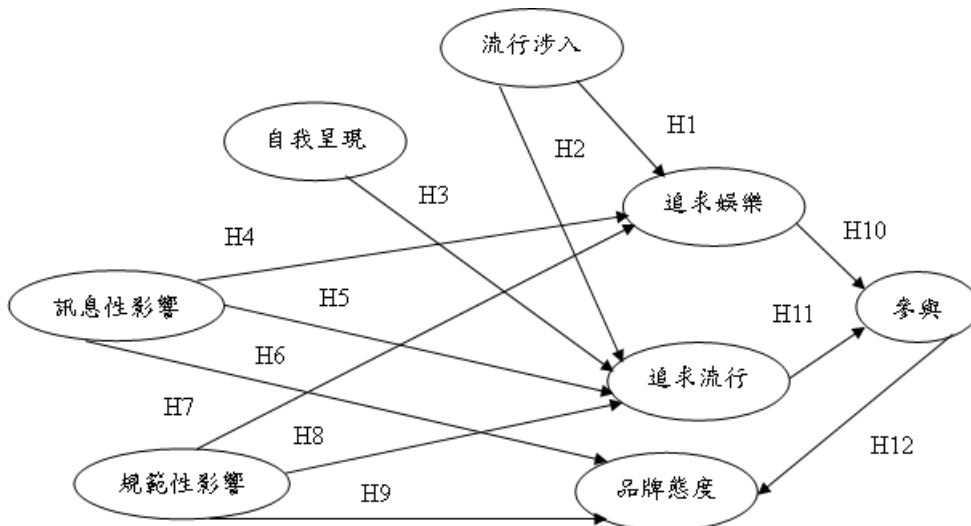 流行涉入
H1
自我呈現
H2
H3
追求娛樂
H4
H10
訊息性影響
H5
參與
H11
H6
追求流行
H7
H8
H12
規範性影響
H9
品牌態度